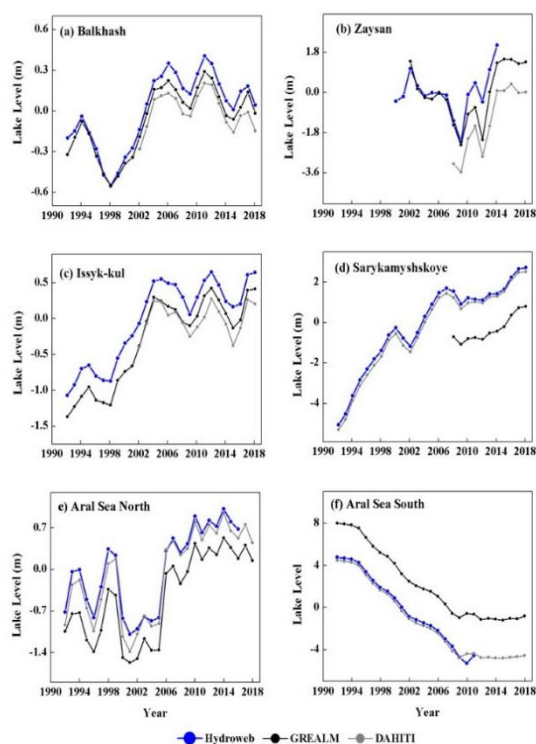 (a) Balkhash
Lake Level (m)
0.6
0.3
0.0
-0.3
-0.6
1990 1994 1998 2002 2006 2010 2014 2018
(b) Zaysan
Lake Level (m)
1.8
0.0
-1.8
-3.6
1990 1994 1998 2002 2006 2010 2014 2018
(c) Issyk-kul
Lake Level (m)
0.5
0.0
-0.5
-1.0
-1.5
1990 1994 1998 2002 2006 2010 2014 2018
(d) Sarykamyshskoye
Lake Level (m)
2
0
-2
-4
1990 1994 1998 2002 2006 2010 2014 2018
e) Aral Sea North
Lake Level (m)
0.7
0.0
-0.7
-1.4
1990 1994 1998 2002 2006 2010 2014 2018
Year
(f) Aral Sea South
Lake Level
8
4
0
-4
1990 1994 1998 2002 2006 2010 2014 2018
Year
Hydroweb GREALM DAHITI